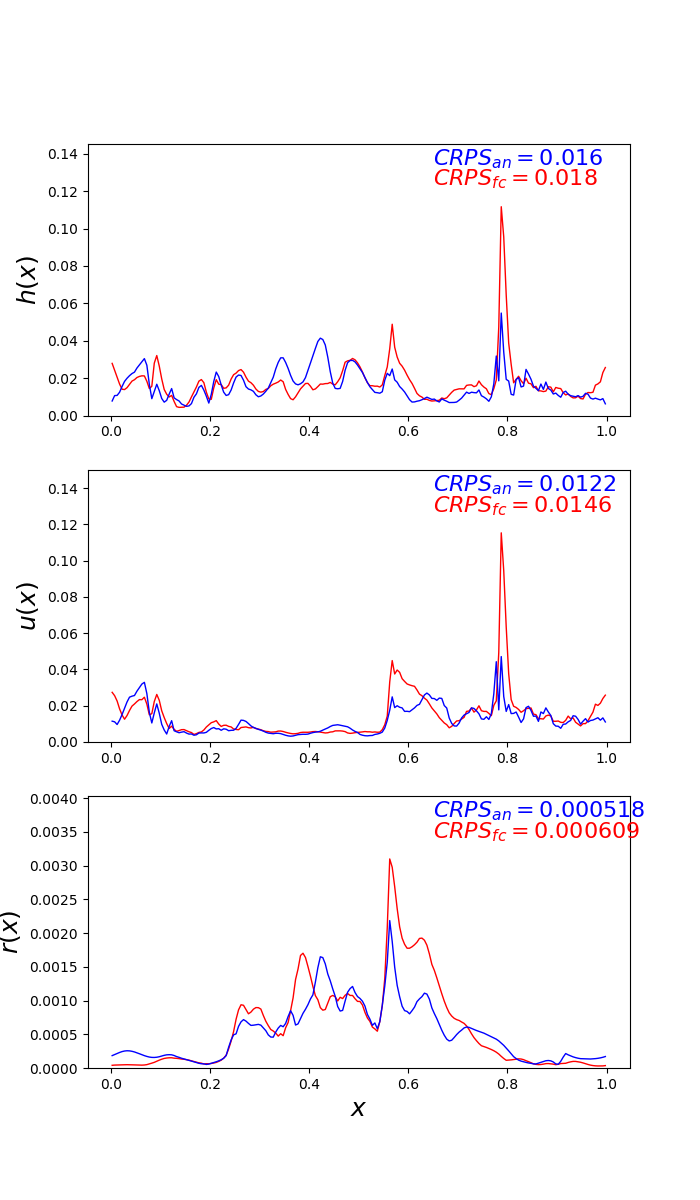 0.14
0.12
0.10
0.08
0.06
0.04
0.02
0.00
h(x)
CRPS_an = 0.016
CRPS_fc = 0.018
0.0 0.2 0.4 0.6 0.8 1.0
0.14
0.12
0.10
0.08
0.06
0.04
0.02
0.00
u(x)
CRPS_an = 0.0122
CRPS_fc = 0.0146
0.0 0.2 0.4 0.6 0.8 1.0
0.0040
0.0035
0.0030
0.0025
0.0020
0.0015
0.0010
0.0005
0.0000
r(x)
CRPS_an = 0.000518
CRPS_fc = 0.000609
0.0 0.2 0.4 0.6 0.8 1.0
x